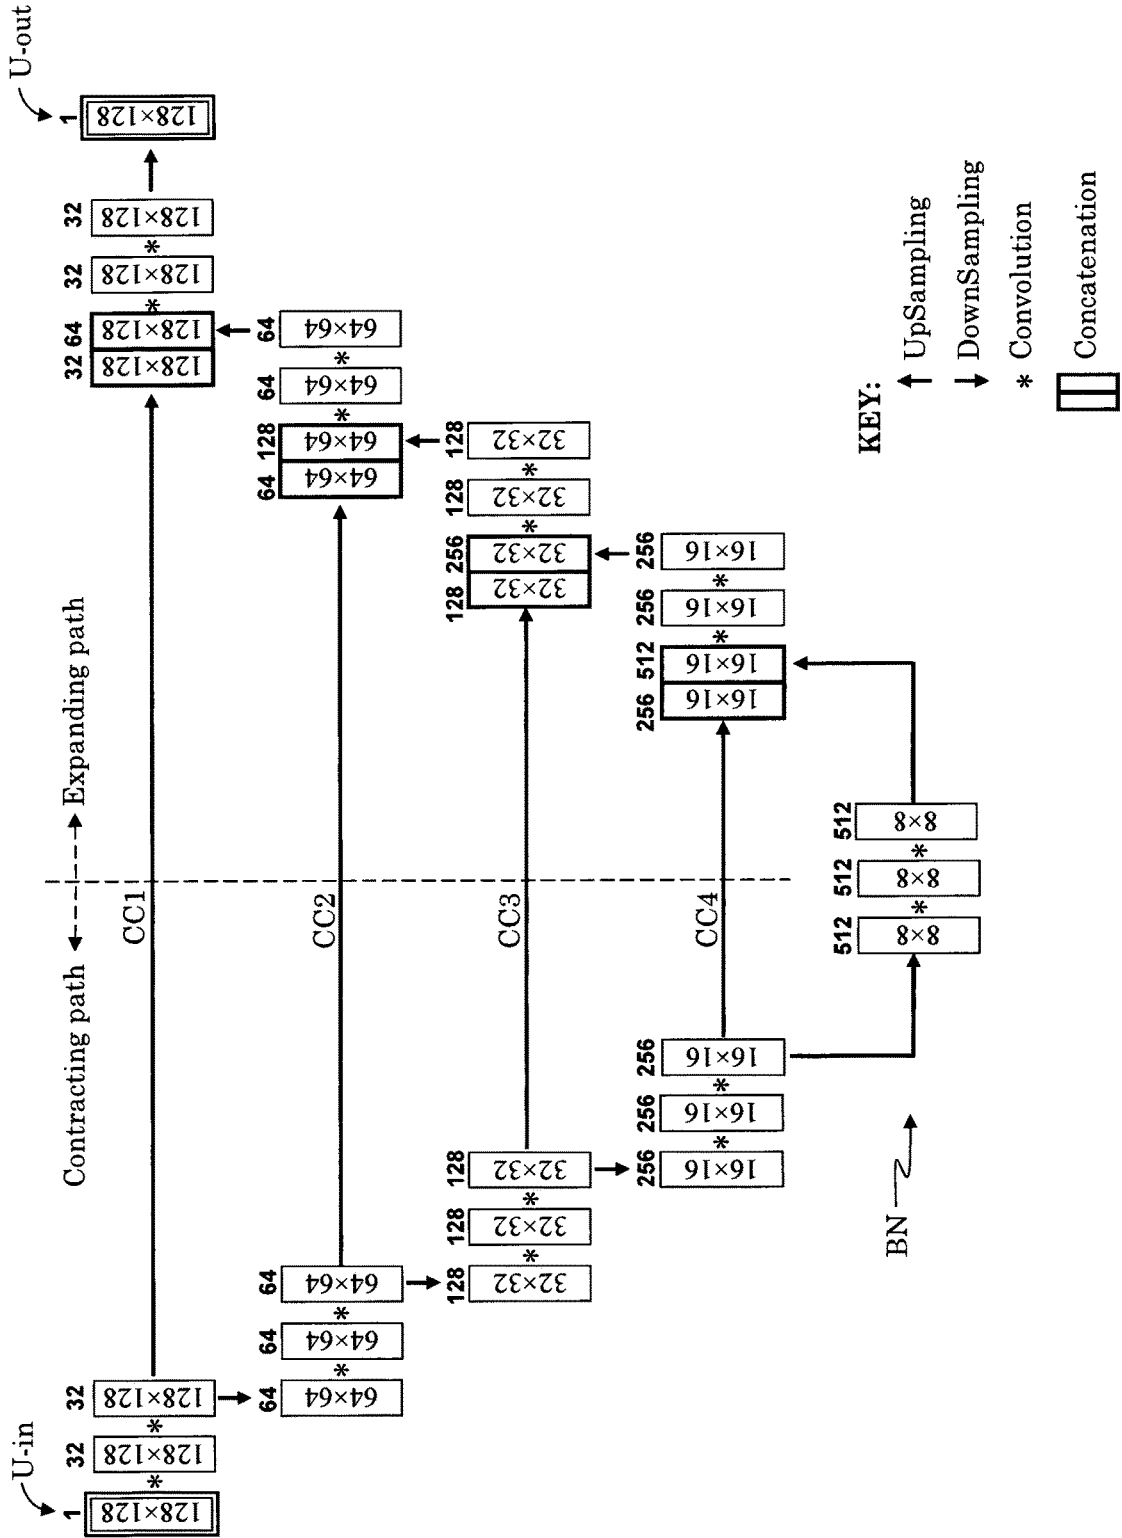 U-in
U-out
Contracting path
Expanding path
1 32 32 32 64 32 32 1
128×128 * 128×128 * 128×128 CC1 128×128 128×128 * 128×128 * 128×128 128×128
64 64 64 64 128 64 64
64×64 * 64×64 * 64×64 CC2 64×64 64×64 * 64×64 * 64×64
128 128 128 128 256 128 128
32×32 * 32×32 * 32×32 CC3 32×32 32×32 * 32×32 * 32×32
256 256 256 256 512 256 256
16×16 * 16×16 * 16×16 CC4 16×16 16×16 * 16×16 * 16×16
512 512 512
8×8 * 8×8 * 8×8
BN
KEY:
UpSampling
DownSampling
* Convolution
Concatenation